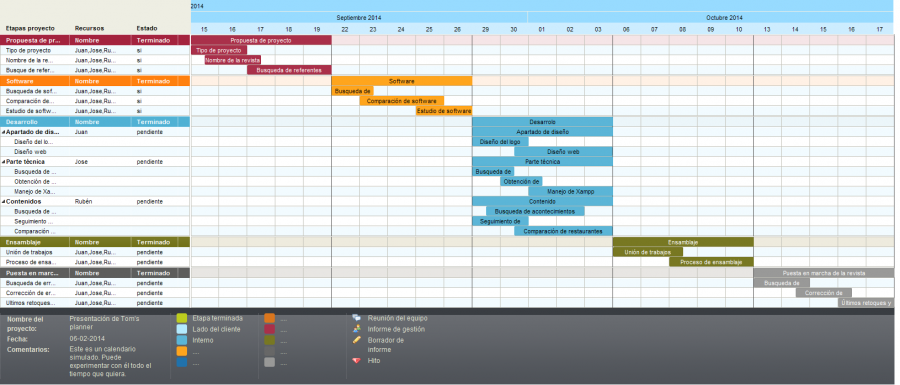 2014
Septiembre 2014 Octubre 2014
Etapas proyecto Recursos Estado 15 16 17 18 19 22 23 24 25 26 29 30 01 02 03 06 07 08 09 10 13 14 15 16 17
Propuesta de pr... Nombre Terminado Propuesta de proyecto
Tipo de proyecto Juan,Jose,Ru... si Tipo de proyecto
Nombre de la re... Juan,Jose,Ru... si Nombre de la revista
Busque de refer... Juan,Jose,Ru... si Busqueda de referentes
Software Nombre Terminado Software
Busqueda de sof... Juan,Jose,Ru... si Busqueda de
Comparación de... Juan,Jose,Ru... si Comparación de software
Estudio de softw... Juan,Jose,Ru... si Estudio de software
Desarrollo Nombre Terminado Desarrolo
Apartado de dis... Juan pendiente Apartado de diseño
Diseño del lo... Diseño del logo
Diseño web Diseño web
Parte técnica Jose pendiente Parte técnica
Busqueda de ... Busqueda de
Obtención de ... Obtención de
Manejo de Xam... Manejo de Xampp
Contenidos Rubén pendiente Contenido
Busqueda de ... Busqueda de acontecimientos
Seguimiento ... Seguimiento de
Comparación ... Comparación de restaurantes
Ensamblaje Nombre Terminado Ensamblaje
Unión de trabajos Juan,Jose,Ru... pendiente Unión de trabajos
Proceso de ensa... Juan,Jose,Ru... pendiente Proceso de ensamblaje
Puesta en marc... Nombre Terminado Puesta en marcha de la revista
Busqueda de err... Juan,Jose,Ru... pendiente Busqueda de
Corrección de er... Juan,Jose,Ru... pendiente Corrección de
Ultimos retoques... Juan,Jose,Ru... pendiente Últimos retoques y
Nombre del proyecto: Presentación de Tom's planner
Fecha: 06-02-2014
Comentarios: Este es un calendario
simulado. Puede
experimentar con él todo el
tiempo que quiera.
Etapa terminada
Lado del cliente
Interno
...
...
...
...
...
...
...
Reunión del equipo
Informe de gestión
Borrador de
informe
Hito